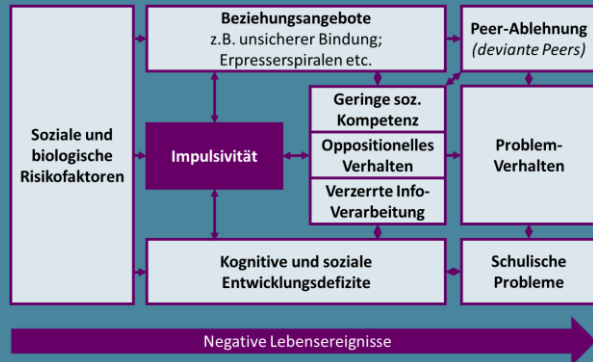 Beziehungsangebote
z.B. unsicherer Bindung;
Erpresserspiralen etc.
Peer-Ablehnung
(deviante Peers)
Soziale und
biologische
Risikofaktoren
Impulsivität
Geringe soz.
Kompetenz
Oppositionelles
Verhalten
Verzerrte Info-
Verarbeitung
Problem-
Verhalten
Kognitive und soziale
Entwicklungsdefizite
Schulische
Probleme
Negative Lebensereignisse